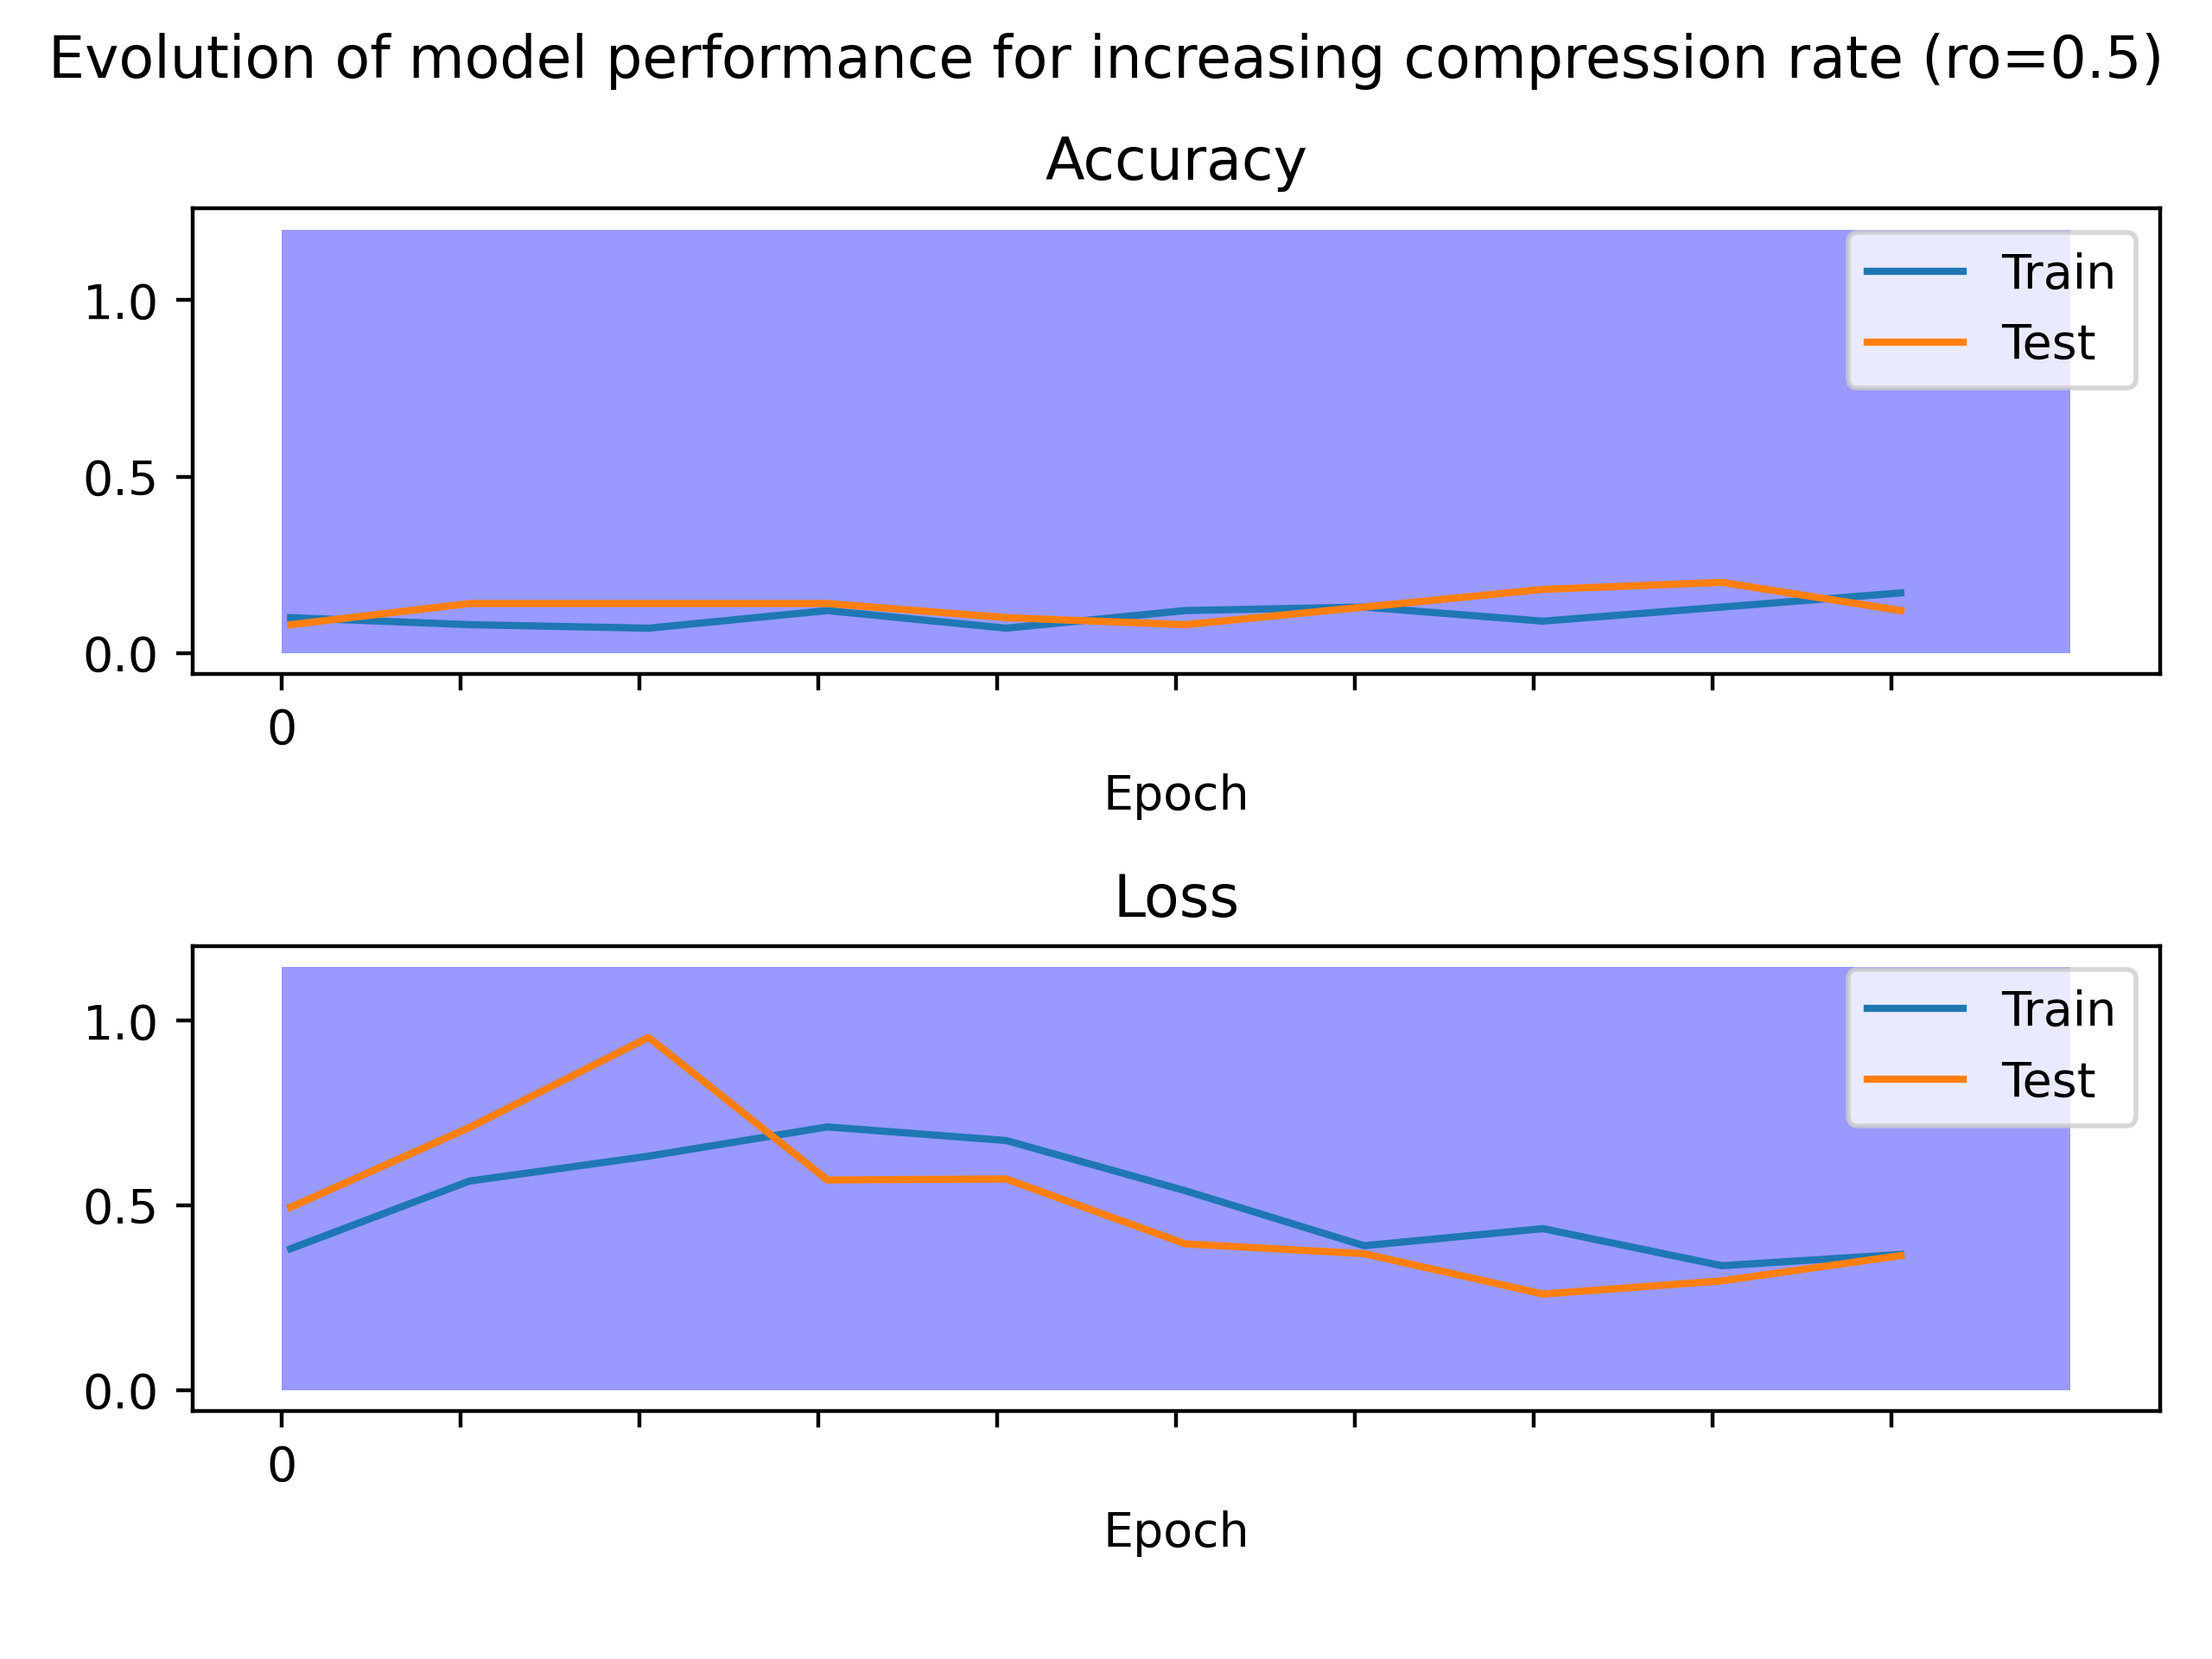 Evolution of model performance for increasing compression rate (ro=0.5)
Accuracy
Train
Test
1.0
0.5
0.0
0
Epoch
Loss
Train
Test
1.0
0.5
0.0
0
Epoch